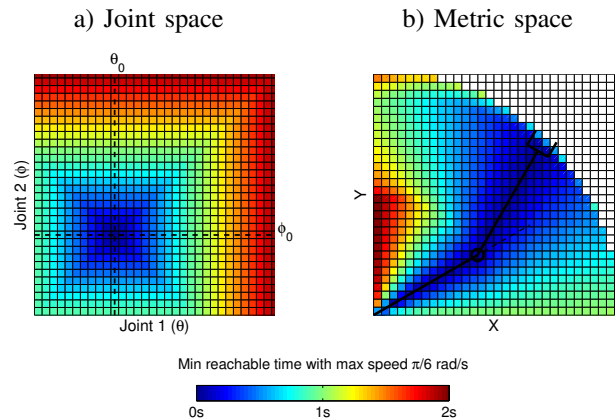 a) Joint space
b) Metric space
θ0
Joint 2 (ϕ)
ϕ0
Joint 1 (θ)
Y
X
Min reachable time with max speed π/6 rad/s
0s
1s
2s